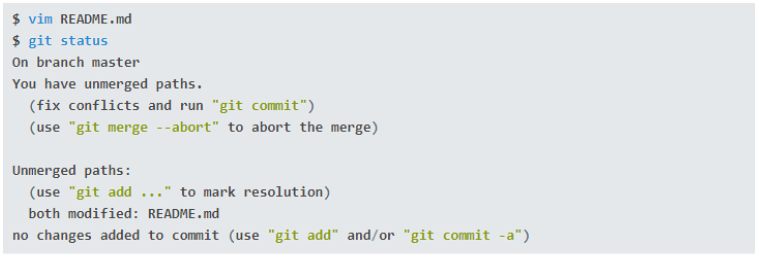 $ vim README.md
$ git status
On branch master
You have unmerged paths.
(fix conflicts and run "git commit")
(use "git merge --abort" to abort the merge)
Unmerged paths:
(use "git add ..." to mark resolution)
both modified: README.md
no changes added to commit (use "git add" and/or "git commit -a")